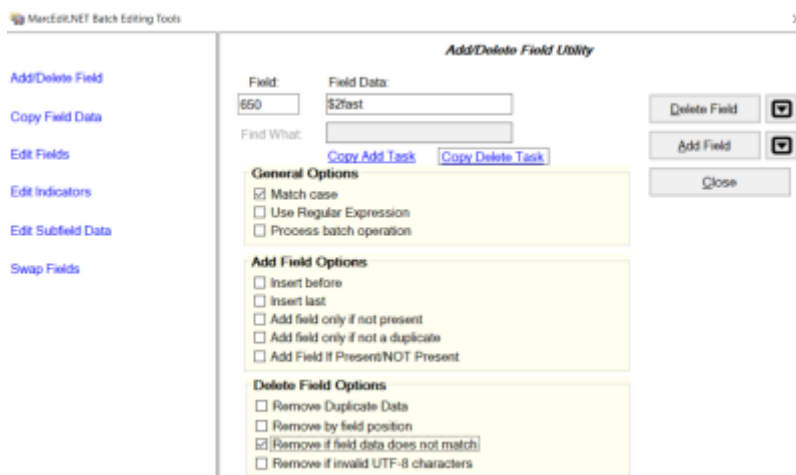 MarcEdit.NET Batch Editing Tools
Add/Delete Field Utility
Add/Delete Field
Copy Field Data
Edit Fields
Edit Indicators
Edit Subfield Data
Swap Fields
Field:
Field Data:
650
$2fast
Find What:
Copy Add Task
Copy Delete Task
General Options
Match case
Use Regular Expression
Process batch operation
Add Field Options
Insert before
Insert last
Add field only if not present
Add field only if not a duplicate
Add Field If Present/NOT Present
Delete Field Options
Remove Duplicate Data
Remove by field position
Remove if field data does not match
Remove if invalid UTF-8 characters
Delete Field
Add Field
Close